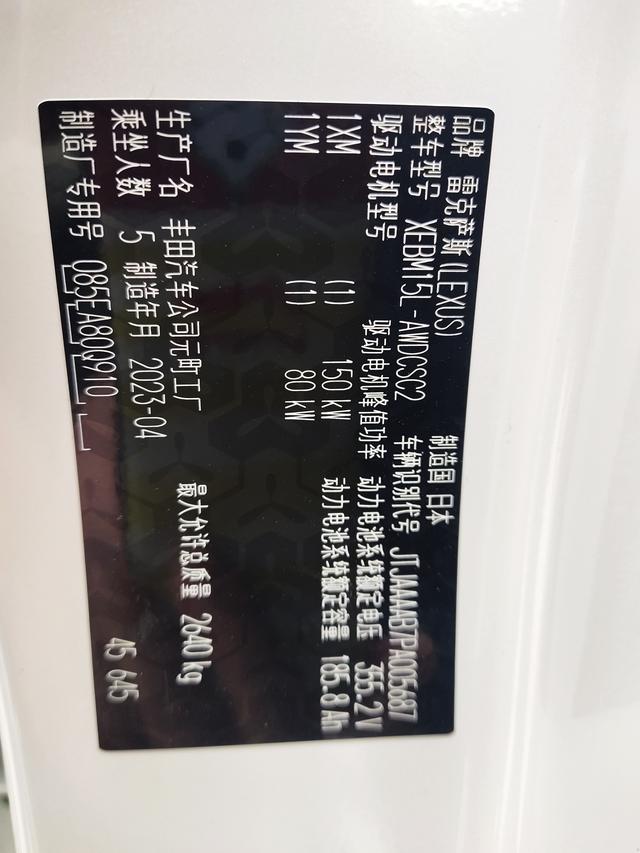 品牌 雷克萨斯(LEXUS) 制造国 日本
整车型号 XEBM15L-AWDCSC2 车辆识别代号 JTJAAAAB7PA005687
驱动电机型号 驱动电机峰值功率 动力电池系统额定电压 355.2V
1XM (1) 150 kW 动力电池系统额定容量 185.8 Ah
1YM (1) 80 kW
生产厂名 丰田汽车公司元町工厂 最大允许总质量 2640 kg
乘坐人数 5 制造年月 2023-04
制造厂专用号 085EA80Q910 45 645